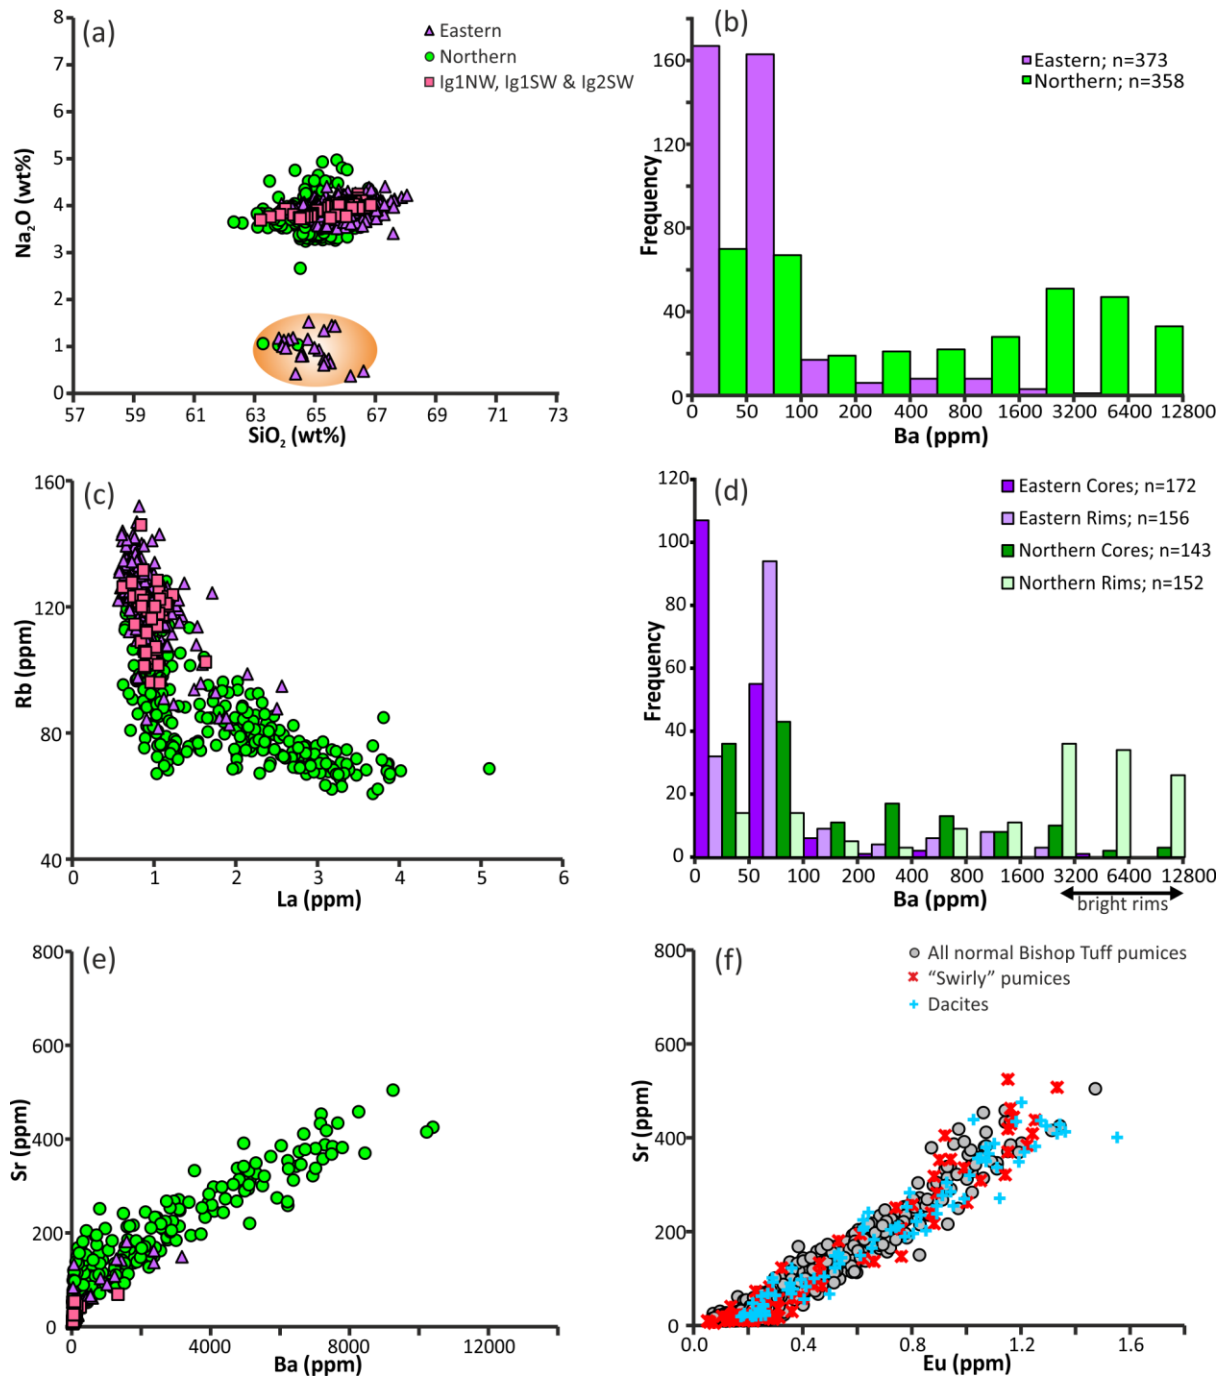 (a)
Eastern
Northern
Ig1NW, Ig1SW & Ig2SW
8
7
6
5
4
3
2
1
0
Na₂O (wt%)
57 59 61 63 65 67 69 71 73
SiO₂ (wt%)
(b)
Eastern; n=373
Northern; n=358
160
120
80
40
0
Frequency
0 50 100 200 400 800 1600 3200 6400 12800
Ba (ppm)
(c)
160
120
80
40
Rb (ppm)
0 1 2 3 4 5 6
La (ppm)
(d)
Eastern Cores; n=172
Eastern Rims; n=156
Northern Cores; n=143
Northern Rims; n=152
120
100
80
60
40
20
0
Frequency
0 50 100 200 400 800 1600 3200 6400 12800
Ba (ppm)
bright rims
(e)
800
600
400
200
0
Sr (ppm)
0 4000 8000 12000
Ba (ppm)
(f)
All normal Bishop Tuff pumices
“Swirly” pumices
Dacites
800
600
400
200
0
Sr (ppm)
0.0 0.4 0.8 1.2 1.6
Eu (ppm)